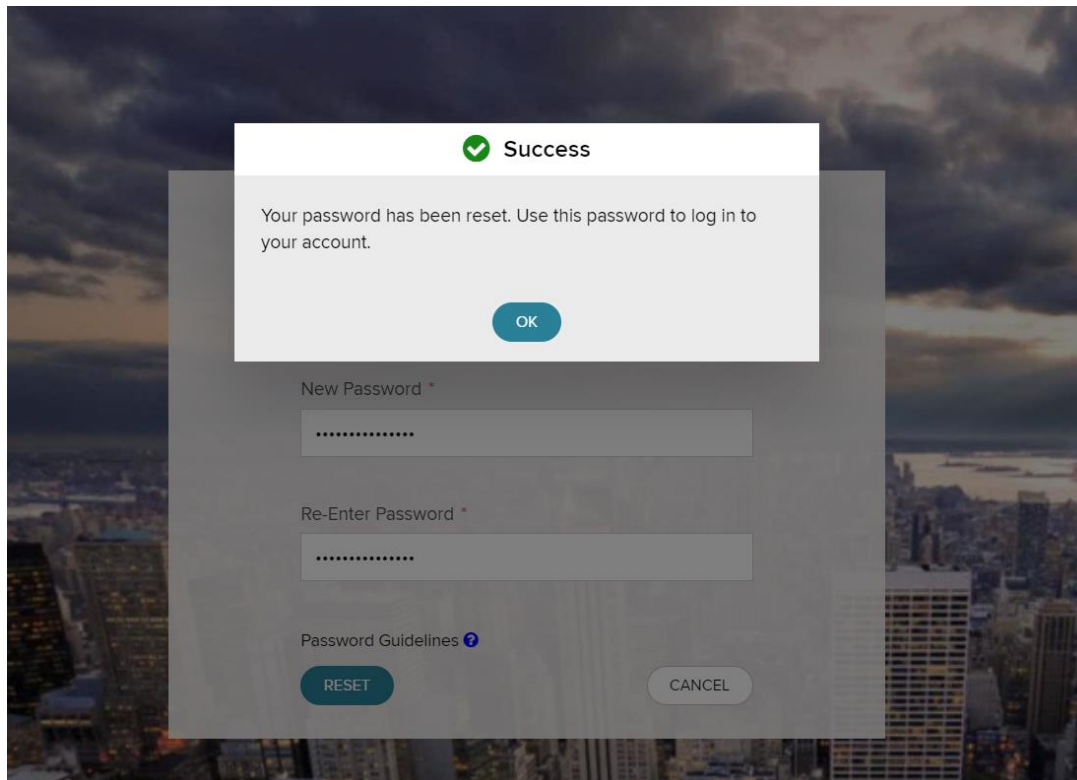 Success
Your password has been reset. Use this password to log in to
your account.
OK
New Password *
•••••••••••••••
Re-Enter Password *
•••••••••••••••
Password Guidelines
RESET
CANCEL